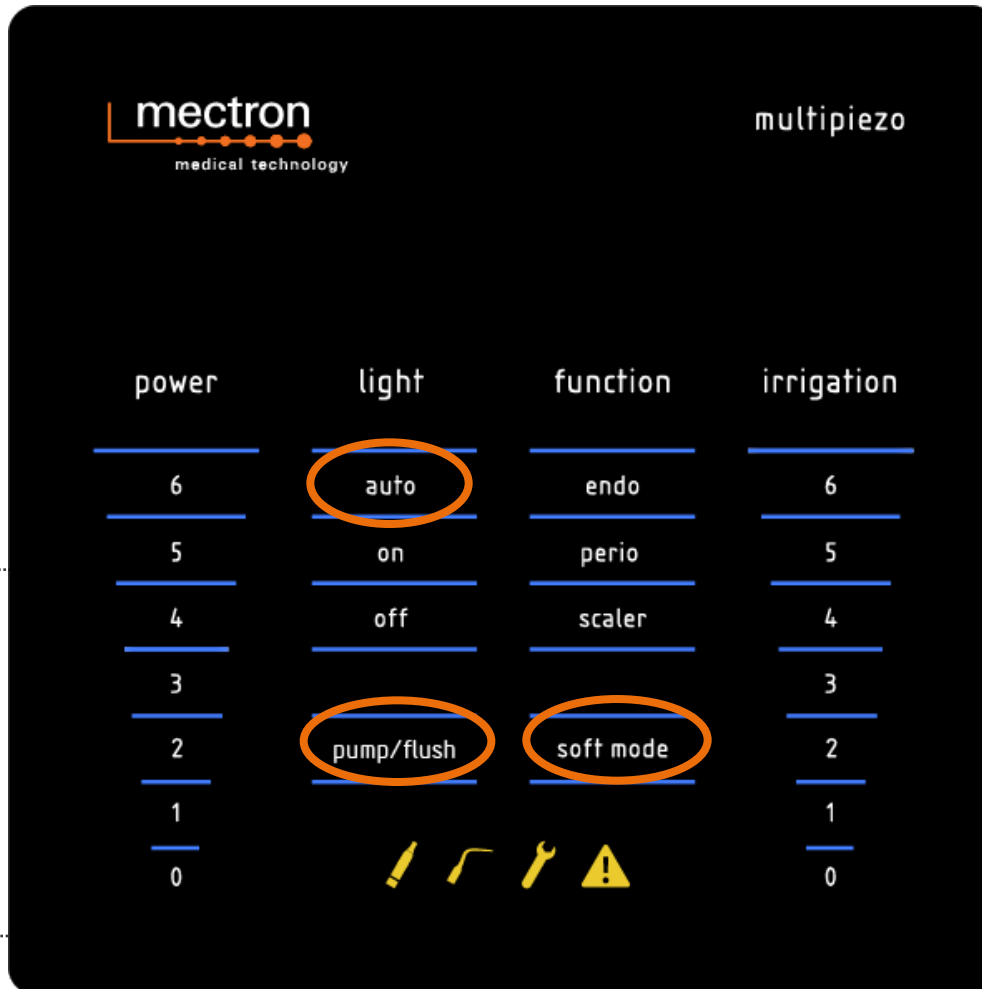 mectron
multipiezo
medical technology
power light function irrigation
6 auto endo 6
5 on perio 5
4 off scaler 4
3 3
2 pump/flush soft mode 2
1 1
0 0